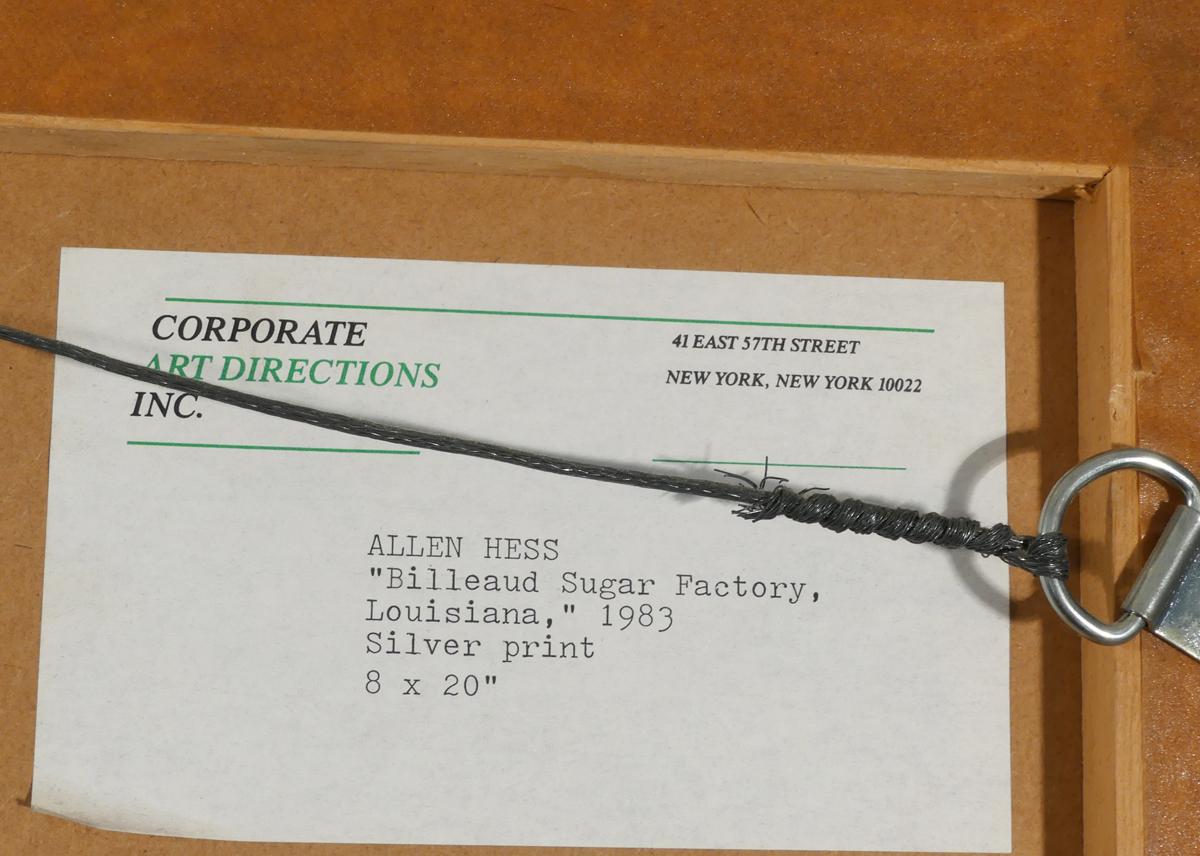 CORPORATE
ART DIRECTIONS
INC.
41 EAST 57TH STREET
NEW YORK, NEW YORK 10022
ALLEN HESS
"Billeaud Sugar Factory,
Louisiana," 1983
Silver print
8 x 20"